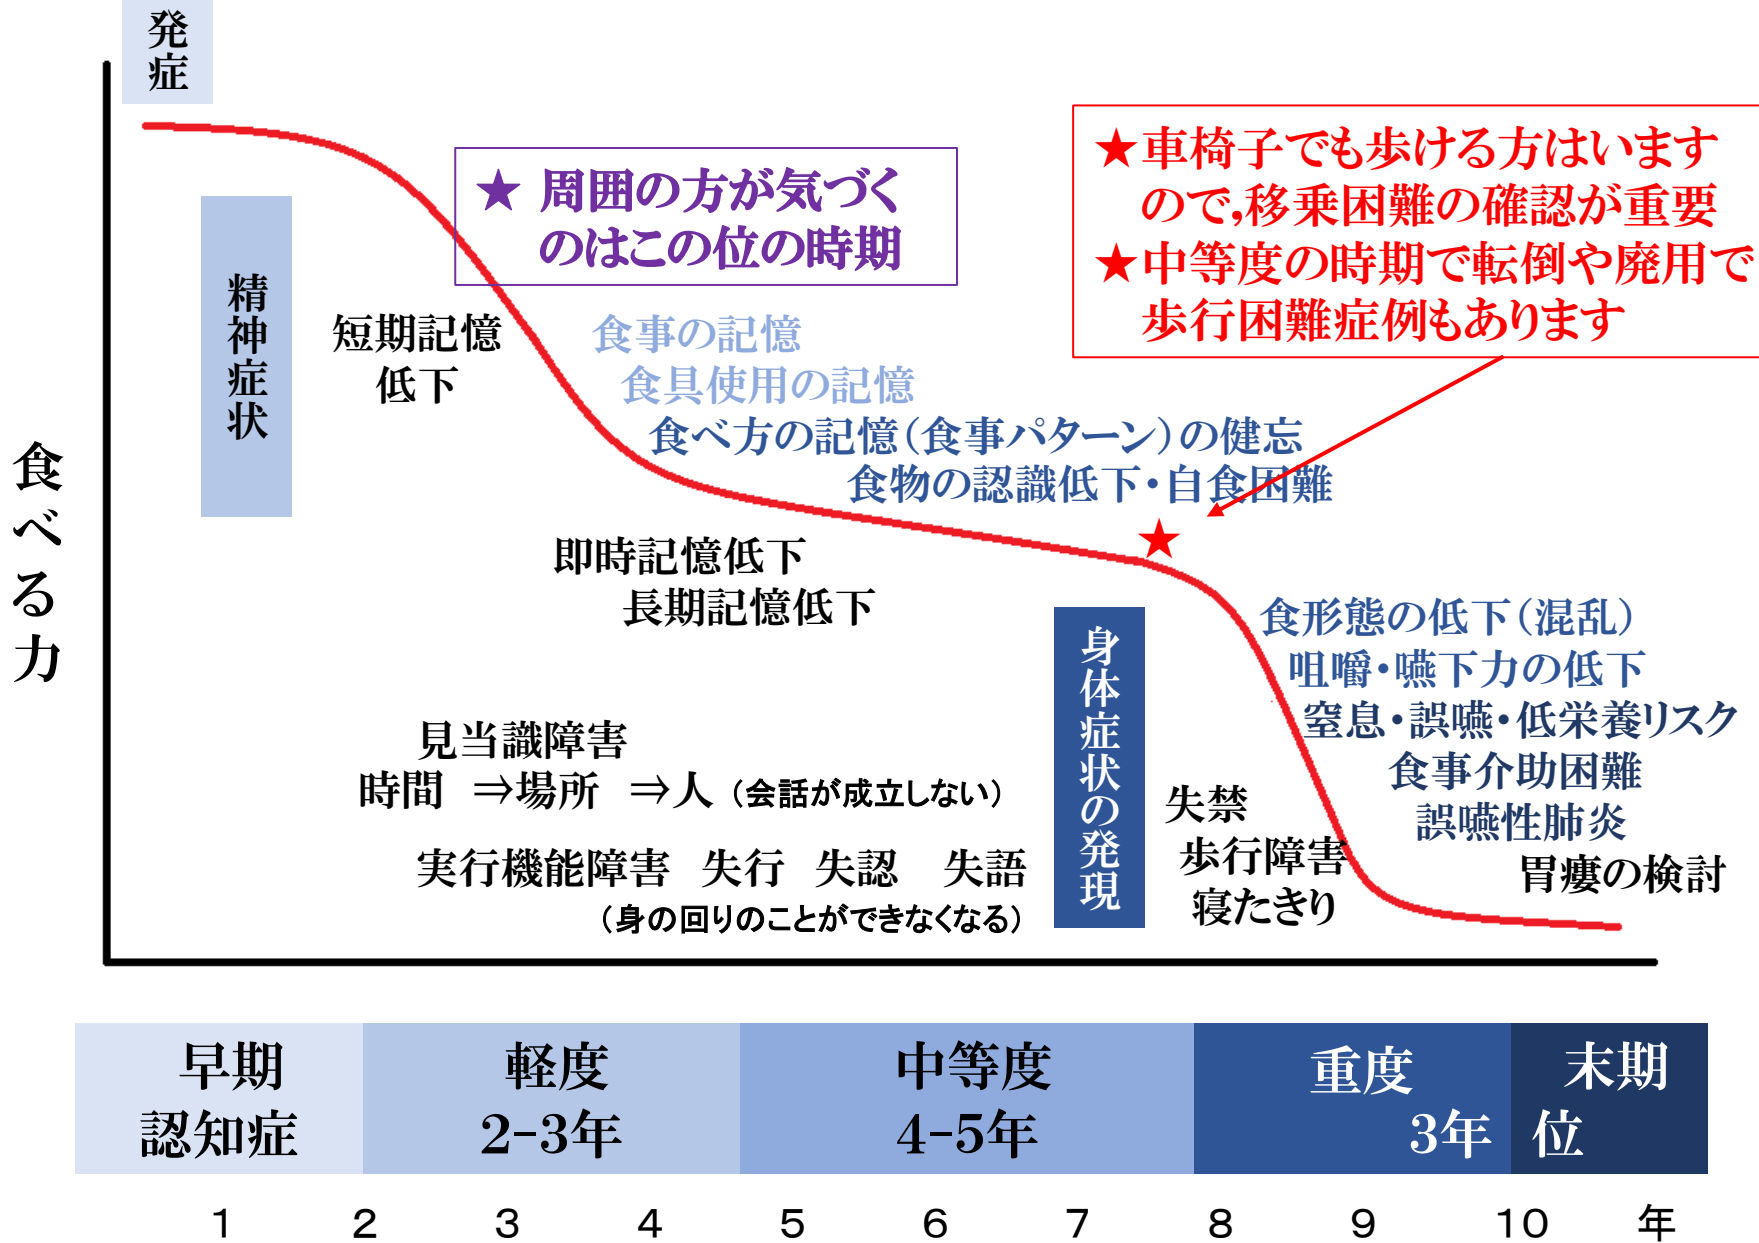 発症
★車椅子でも歩ける方はいます
ので,移乗困難の確認が重要
★中等度の時期で転倒や廃用で
歩行困難症例もあります
★ 周囲の方が気づく
のはこの位の時期
精神症状
短期記憶
低下
食事の記憶
食具使用の記憶
食べ方の記憶(食事パターン)の健忘
食物の認識低下・自食困難
食べる力
★
即時記憶低下
長期記憶低下
身体症状の発現
食形態の低下(混乱)
咀嚼・嚥下力の低下
窒息・誤嚥・低栄養リスク
食事介助困難
誤嚥性肺炎
胃瘻の検討
見当識障害
時間 ⇒場所 ⇒人(会話が成立しない)
実行機能障害 失行 失認 失語
(身の回りのことができなくなる)
失禁
歩行障害
寝たきり
早期
認知症
軽度
2-3年
中等度
4-5年
重度 末期
3年 位
1 2 3 4 5 6 7 8 9 10 年